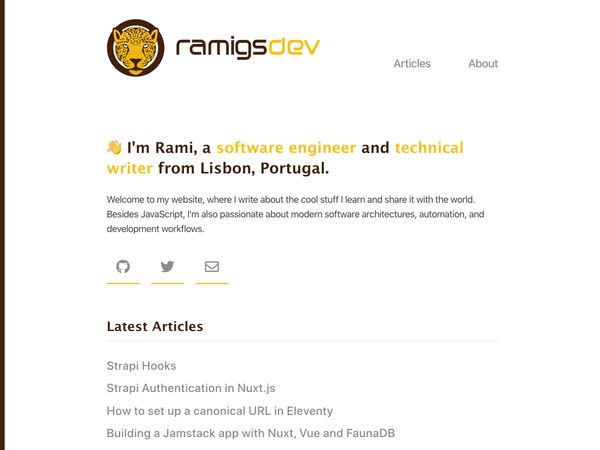 ramigsdev
Articles About
👋 I'm Rami, a software engineer and technical
writer from Lisbon, Portugal.
Welcome to my website, where I write about the cool stuff I learn and share it with the world.
Besides JavaScript, I'm also passionate about modern software architectures, automation, and
development workflows.
Latest Articles
Strapi Hooks
Strapi Authentication in Nuxt.js
How to set up a canonical URL in Eleventy
Building a Jamstack app with Nuxt, Vue and FaunaDB